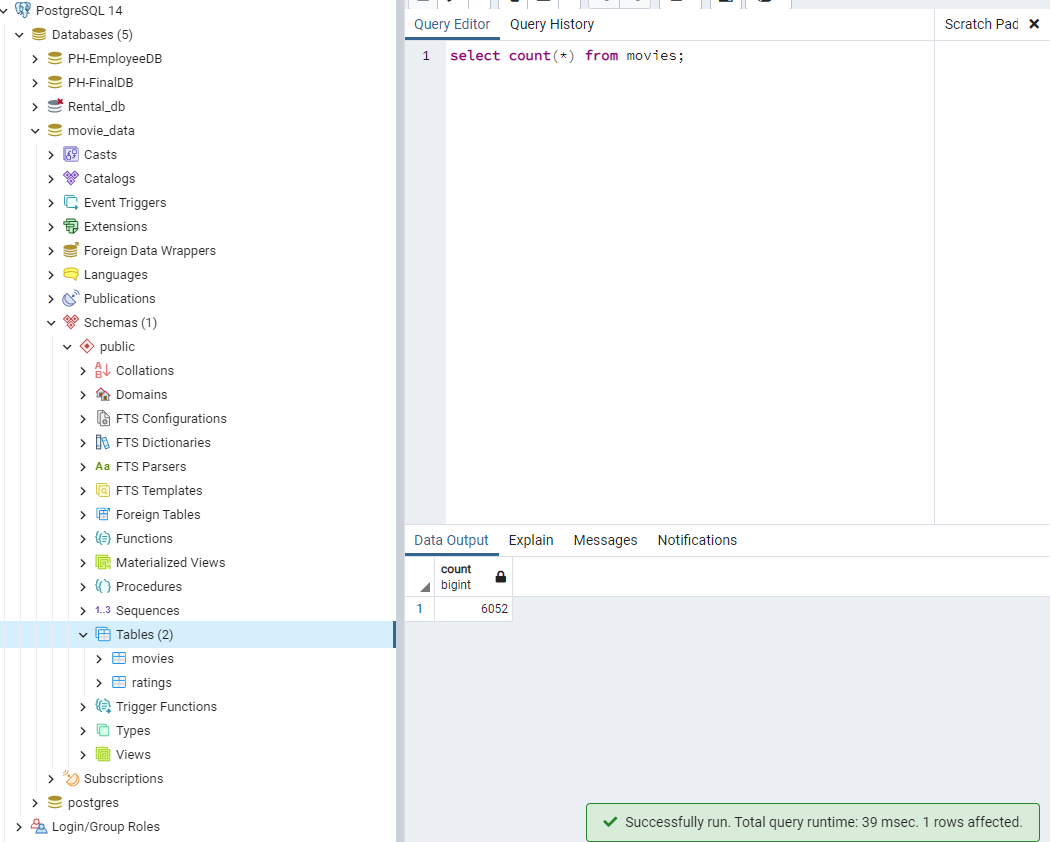 PostgreSQL 14
Databases (5)
PH-EmployeeDB
PH-FinalDB
Rental_db
movie_data
Casts
Catalogs
Event Triggers
Extensions
Foreign Data Wrappers
Languages
Publications
Schemas (1)
public
Collations
Domains
FTS Configurations
FTS Dictionaries
Aa FTS Parsers
FTS Templates
Foreign Tables
Functions
Materialized Views
Procedures
1..3 Sequences
Tables (2)
movies
ratings
Trigger Functions
Types
Views
Subscriptions
postgres
Login/Group Roles
Query Editor Query History
Scratch Pad
1 select count(*) from movies;
Data Output Explain Messages Notifications
count
bigint
1 6052
Successfully run. Total query runtime: 39 msec. 1 rows affected.